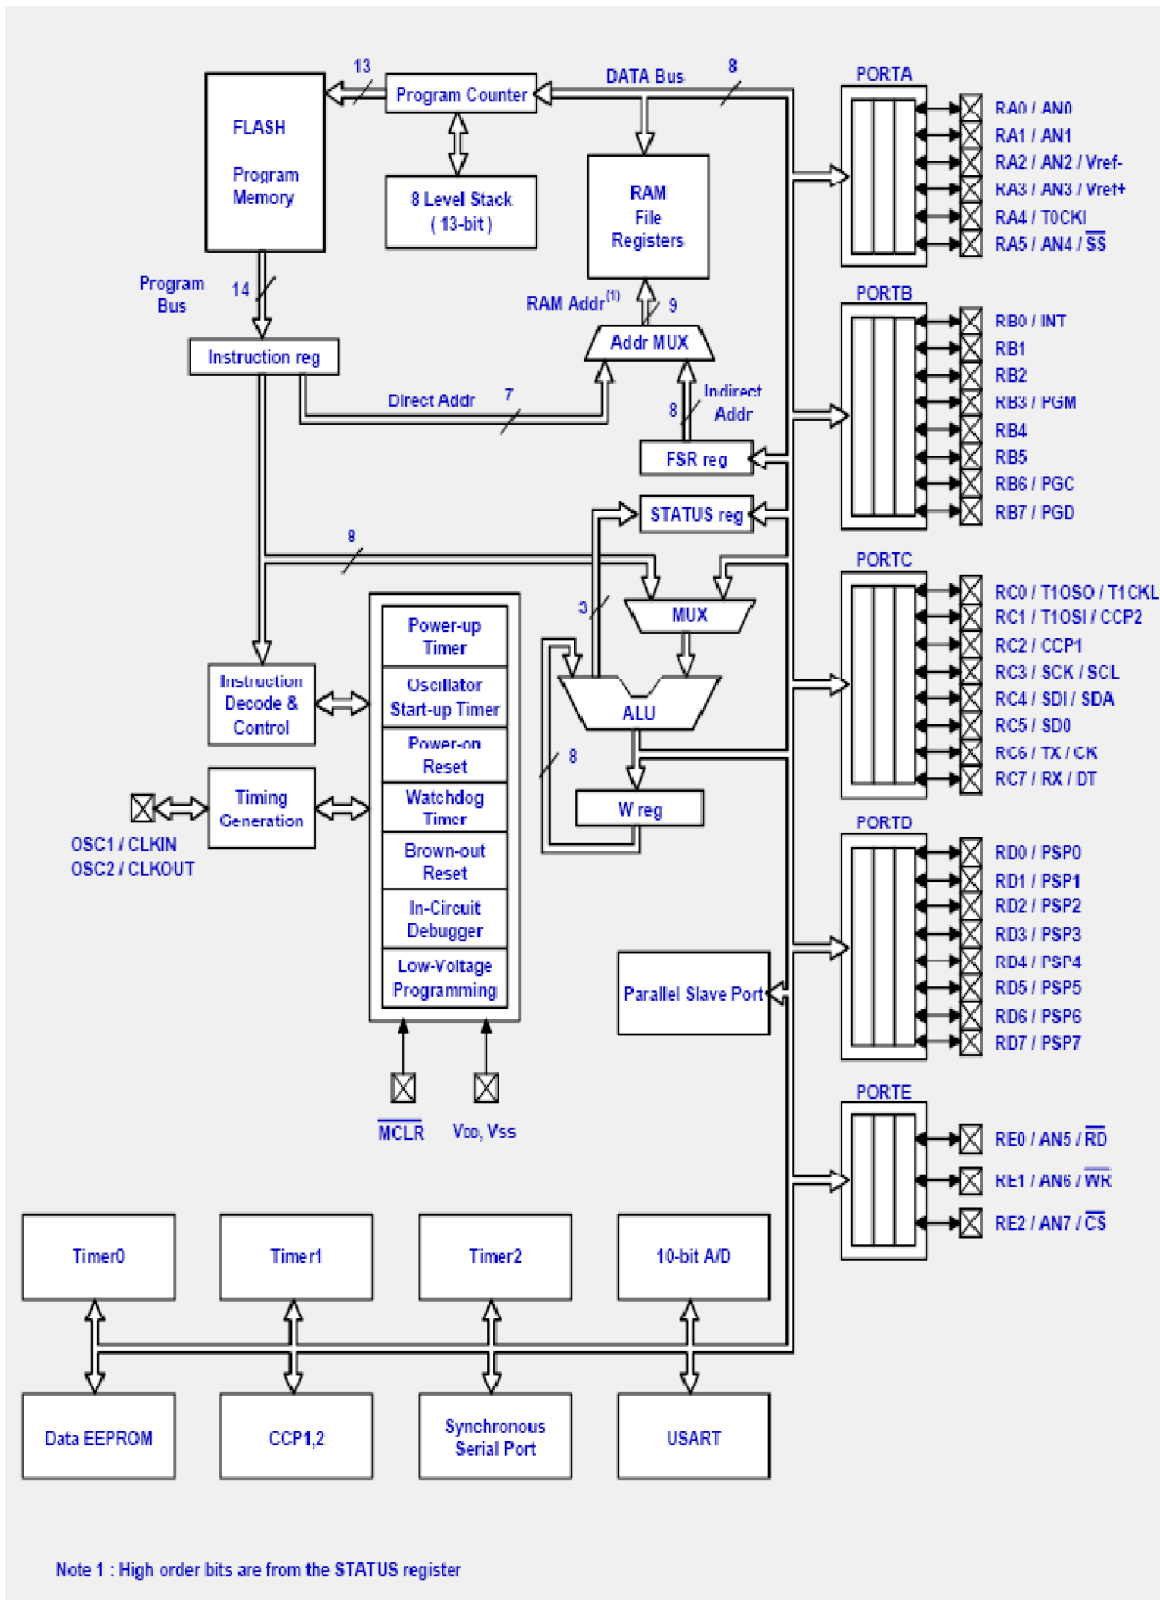 13
DATA Bus
8
PORTA
FLASH
Program
Memory
Program Counter
8 Level Stack
( 13-bit )
RAM
File
Registers
RA0 / AN0
RA1 / AN1
RA2 / AN2 / Vref-
RA3 / AN3 / Vref+
RA4 / T0CKI
RA5 / AN4 / SS
Program
Bus
14
RAM Addr(1)
9
PORTB
Instruction reg
Addr MUX
Direct Addr
7
8
Indirect
Addr
FSR reg
STATUS reg
RB0 / INT
RB1
RB2
RB3 / PGM
RB4
RB5
RB6 / PGC
RB7 / PGD
8
3
MUX
PORTC
RC0 / T1OSO / T1CKL
RC1 / T1OSI / CCP2
RC2 / CCP1
RC3 / SCK / SCL
RC4 / SDI / SDA
RC5 / SD0
RC6 / TX / CK
RC7 / RX / DT
Instruction
Decode &
Control
Power-up
Timer
Oscillator
Start-up Timer
Power-on
Reset
Watchdog
Timer
Brown-out
Reset
In-Circuit
Debugger
Low-Voltage
Programming
ALU
8
W reg
Timing
Generation
OSC1 / CLKIN
OSC2 / CLKOUT
PORTD
RD0 / PSP0
RD1 / PSP1
RD2 / PSP2
RD3 / PSP3
RD4 / PSP4
RD5 / PSP5
RD6 / PSP6
RD7 / PSP7
Parallel Slave Port
MCLR
VDD, VSS
PORTE
RE0 / AN5 / RD
RE1 / AN6 / WR
RE2 / AN7 / CS
Timer0
Timer1
Timer2
10-bit A/D
Data EEPROM
CCP1,2
Synchronous
Serial Port
USART
Note 1 : High order bits are from the STATUS register